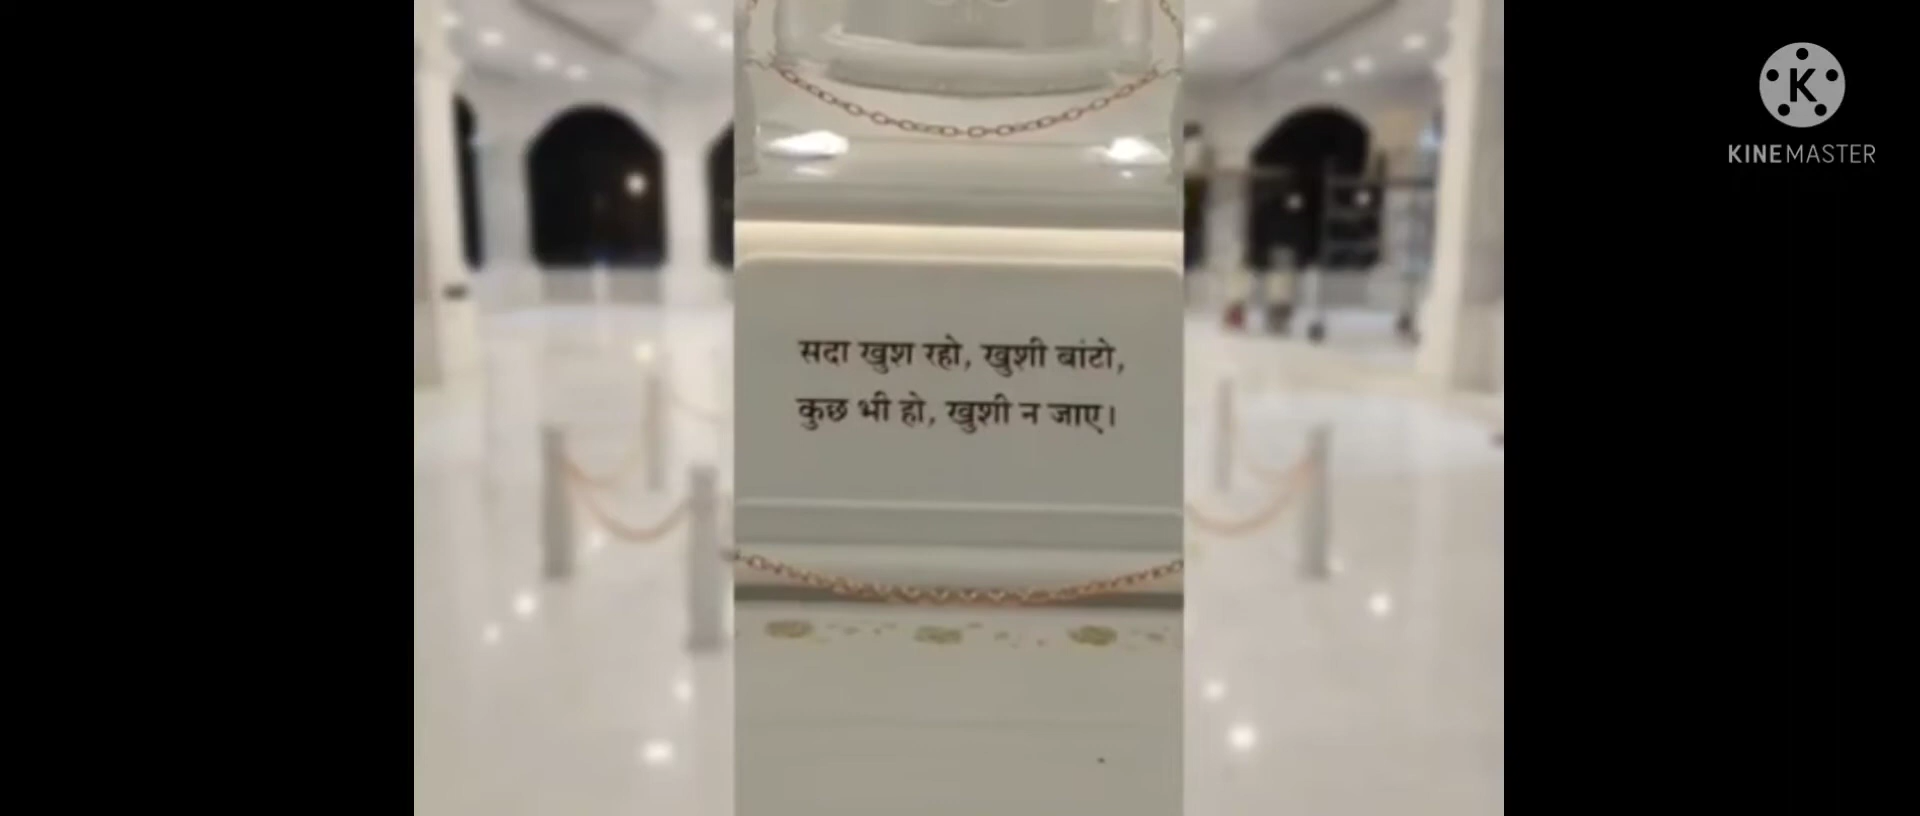 सदा खुश रहो, खुशी बांटो,
कुछ भी हो, खुशी न जाए।
KINEMASTER